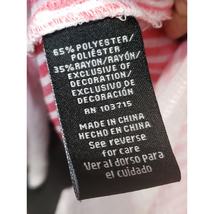 65% POLYESTER/
POLIÉSTER
35% RAYON/RAYÓN/
EXCLUSIVE OF
DECORATION/
EXCLUSIVO DE
DECORACIÓN
RN 103715
MADE IN CHINA
HECHO EN CHINA
See reverse
for care
Ver al dorso para
el cuidado